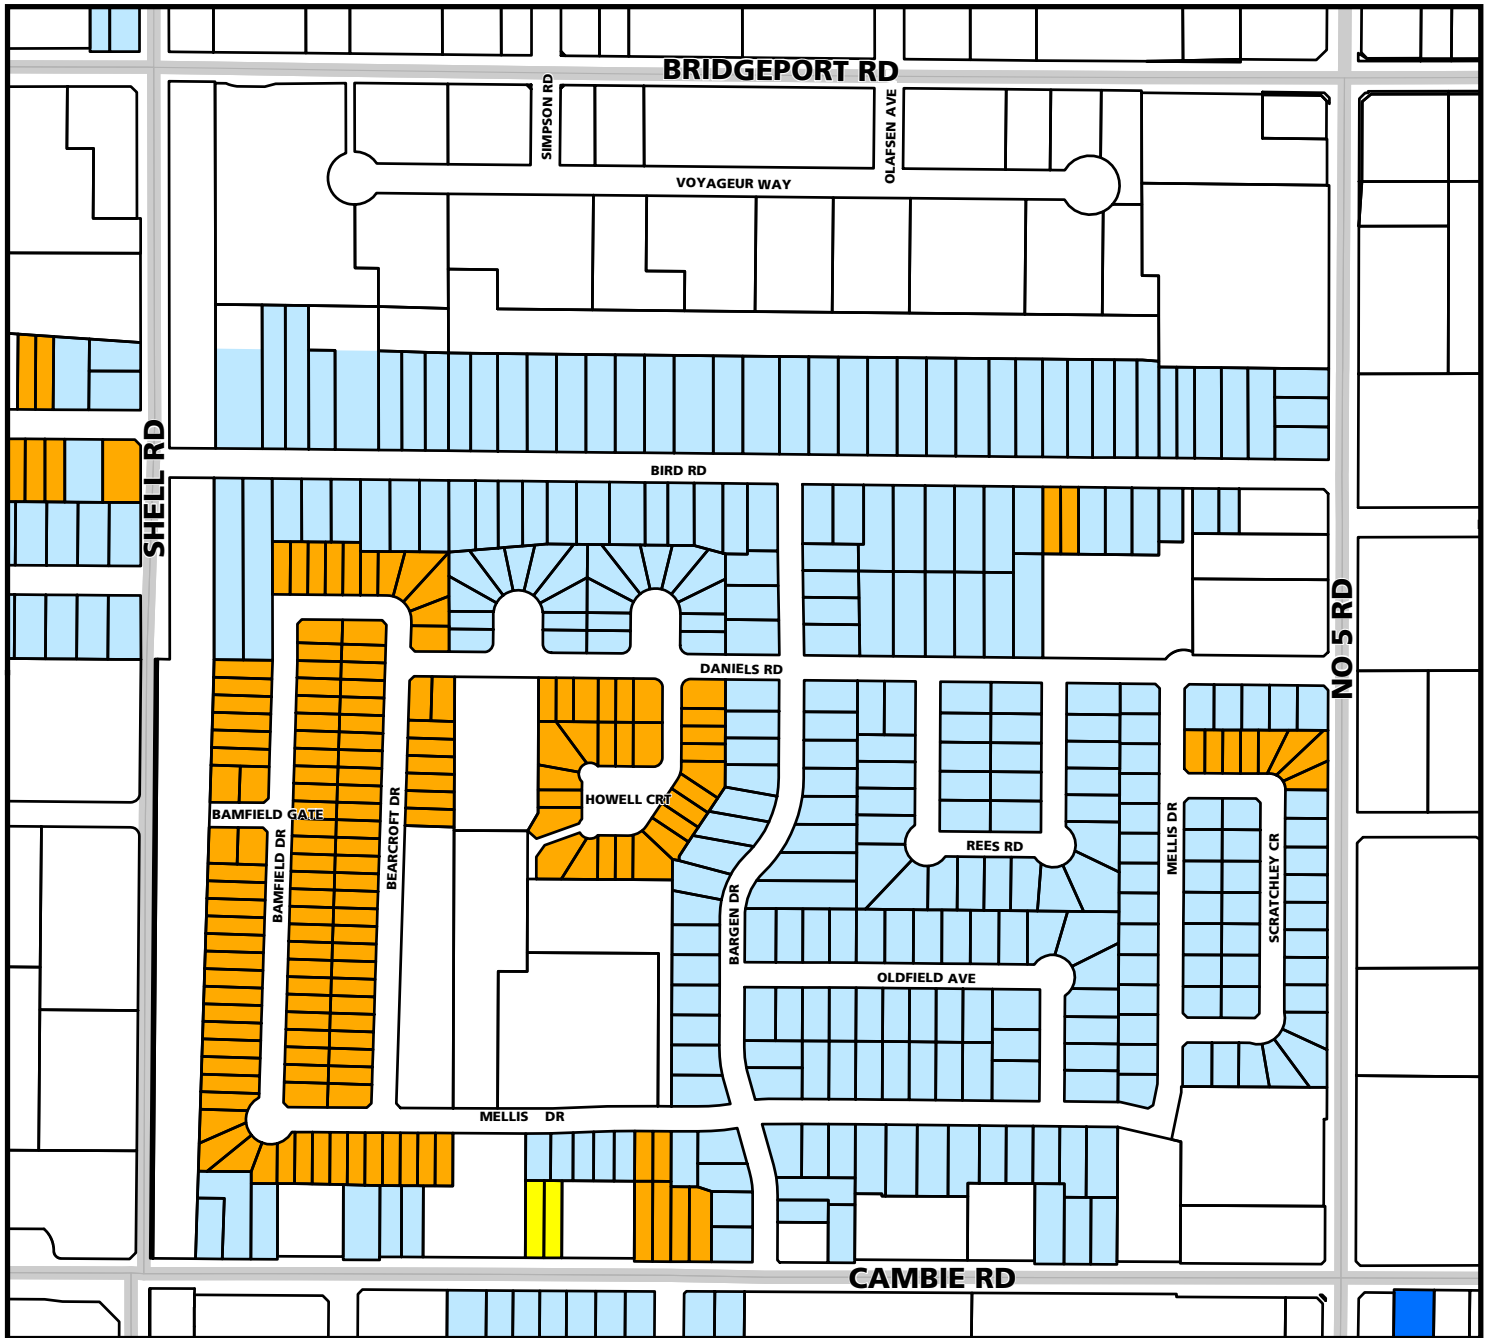 BRIDGEPORT RD
SIMPSON RD
OLAFSEN AVE
VOYAGEUR WAY
SHELL RD
BIRD RD
NO 5 RD
DANIELS RD
HOWELL CRT
BAMFIELD GATE
BAMFIELD DR
BEARCROFT DR
REES RD
MELLIS DR
SCRATCHLEY CR
BARGEN DR
OLDFIELD AVE
MELLIS DR
CAMBIE RD